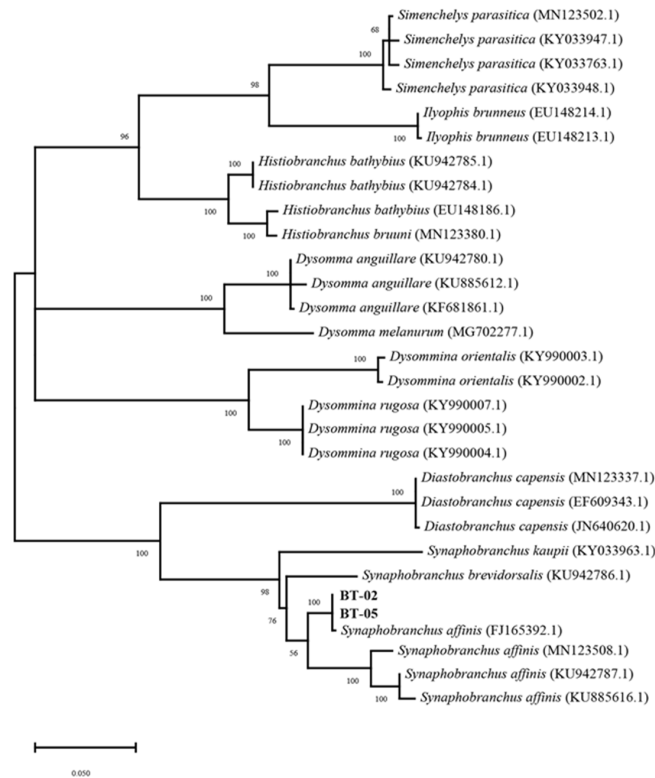 Simenchelys parasitica (MN123502.1)
68
Simenchelys parasitica (KY033947.1)
100
Simenchelys parasitica (KY033763.1)
98
Simenchelys parasitica (KY033948.1)
Ilyophis brunneus (EU148214.1)
96
100
Ilyophis brunneus (EU148213.1)
100
Histiobranchus bathybius (KU942785.1)
Histiobranchus bathybius (KU942784.1)
100
Histiobranchus bathybius (EU148186.1)
100
Histiobranchus bruuni (MN123380.1)
Dysomma anguillare (KU942780.1)
100
Dysomma anguillare (KU885612.1)
100
Dysomma anguillare (KF681861.1)
Dysomma melanurum (MG702277.1)
100
Dysommina orientalis (KY990003.1)
Dysommina orientalis (KY990002.1)
100
Dysommina rugosa (KY990007.1)
Dysommina rugosa (KY990005.1)
100
Dysommina rugosa (KY990004.1)
Diastobranchus capensis (MN123337.1)
100
Diastobranchus capensis (EF609343.1)
Diastobranchus capensis (JN640620.1)
100
Synaphobranchus kaupii (KY033963.1)
Synaphobranchus brevidorsalis (KU942786.1)
98
BT-02
100
BT-05
76
Synaphobranchus affinis (FJ165392.1)
56
Synaphobranchus affinis (MN123508.1)
Synaphobranchus affinis (KU942787.1)
100
Synaphobranchus affinis (KU885616.1)
100
0.050